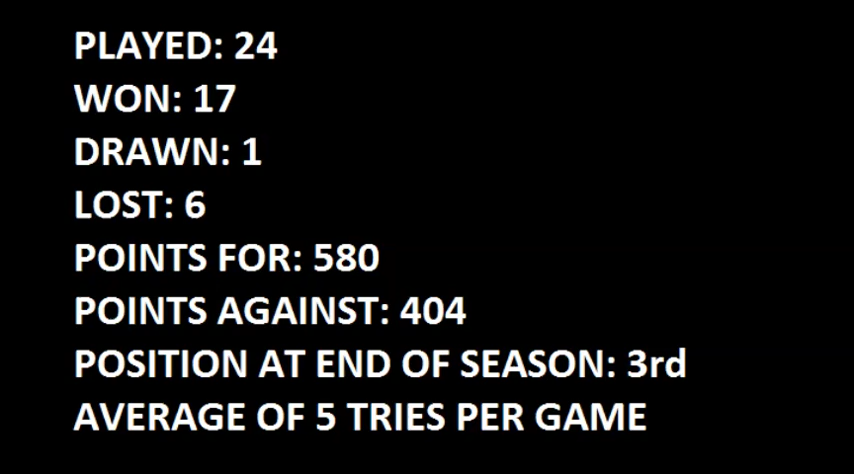 PLAYED: 24
WON: 17
DRAWN: 1
LOST: 6
POINTS FOR: 580
POINTS AGAINST: 404
POSITION AT END OF SEASON: 3rd
AVERAGE OF 5 TRIES PER GAME